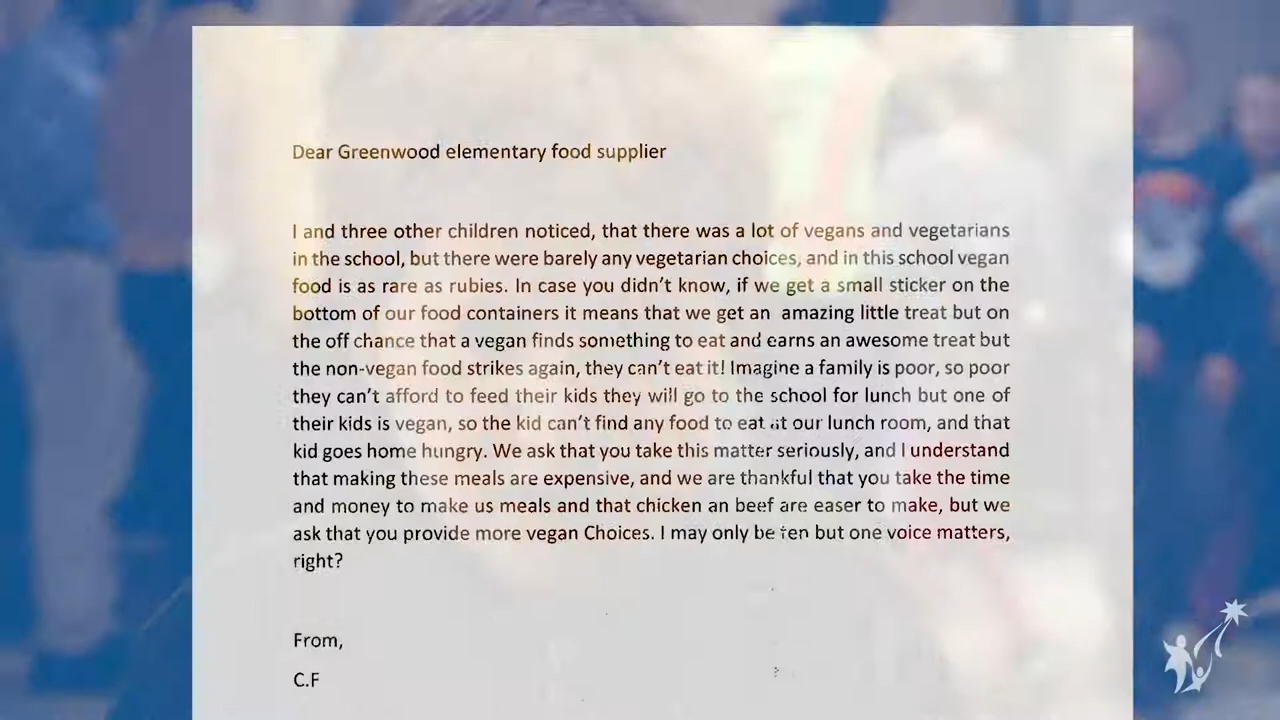 Dear Greenwood elementary food supplier
I and three other children noticed, that there was a lot of vegans and vegetarians
in the school, but there were barely any vegetarian choices, and in this school vegan
food is as rare as rubies. In case you didn't know, if we get a small sticker on the
bottom of our food containers it means that we get an amazing little treat but on
the off chance that a vegan finds something to eat and earns an awesome treat but
the non-vegan food strikes again, they can't eat it! Imagine a family is poor, so poor
they can't afford to feed their kids they will go to the school for lunch but one of
their kids is vegan, so the kid can't find any food to eat at our lunch room, and that
kid goes home hungry. We ask that you take this matter seriously, and I understand
that making these meals are expensive, and we are thankful that you take the time
and money to make us meals and that chicken an beef are easer to make, but we
ask that you provide more vegan Choices. I may only be ten but one voice matters,
right?
From,
C.F